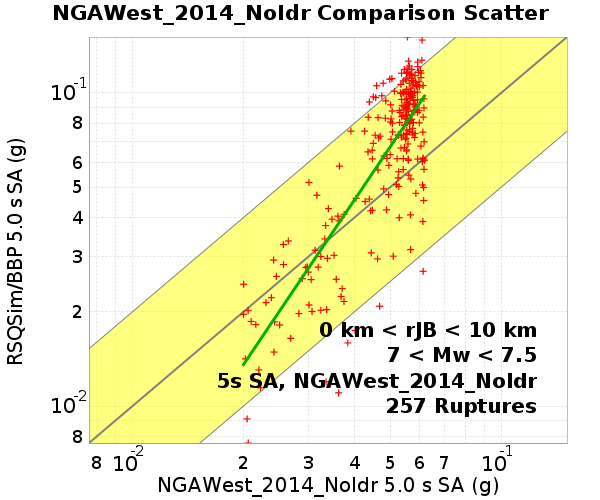 NGAWest_2014_NoIdr Comparison Scatter
RSQSim/BBP 5.0 s SA (g)
10-1
8
6
5
4
3
2
10-2
8
0 km < rJB < 10 km
7 < Mw < 7.5
5s SA, NGAWest_2014_NoIdr
257 Ruptures
8 10-2 2 3 4 5 6 7 8 10-1
NGAWest_2014_NoIdr 5.0 s SA (g)